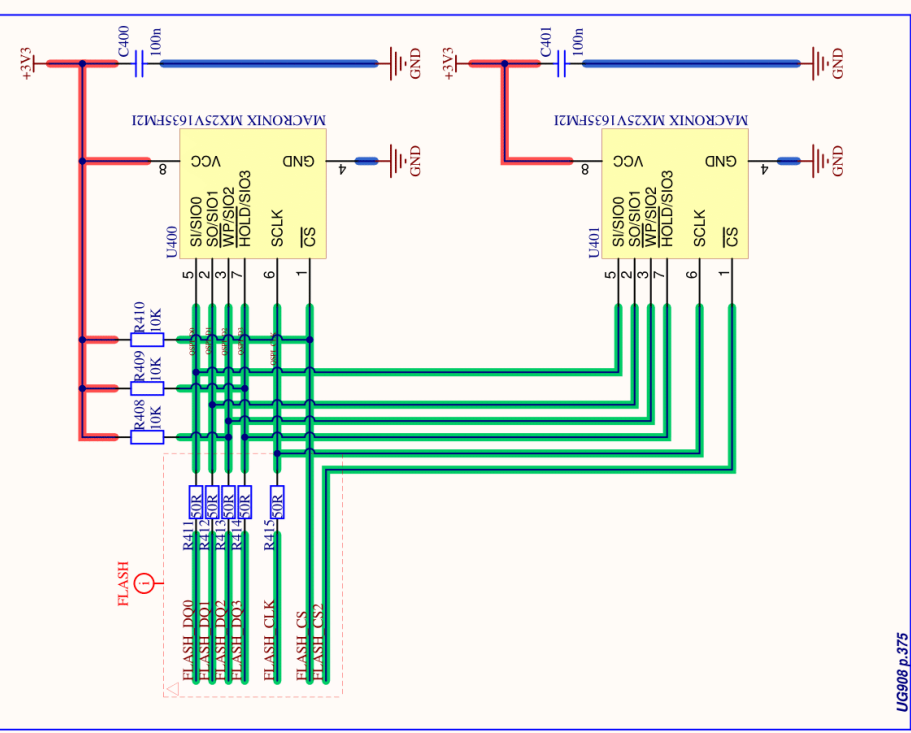 +3V3
C400
100n
GND
+3V3
C401
100n
GND
MACRONIX MX25V1635FM2I
MACRONIX MX25V1635FM2I
8
VCC
GND
4
GND
8
VCC
GND
4
GND
U400
SI/SIO0
SO/SIO1
WP/SIO2
HOLD/SIO3
SCLK
CS
U401
SI/SIO0
SO/SIO1
WP/SIO2
HOLD/SIO3
SCLK
CS
5
2
3
7
6
1
5
2
3
7
6
1
R410
10K
R409
10K
R408
10K
R411
50R
R412
50R
R413
50R
R414
50R
R415
50R
FLASH
i
FLASH_DQ0
FLASH_DQ1
FLASH_DQ2
FLASH_DQ3
FLASH_CLK
FLASH_CS
FLASH_CS2
UG908 p.375